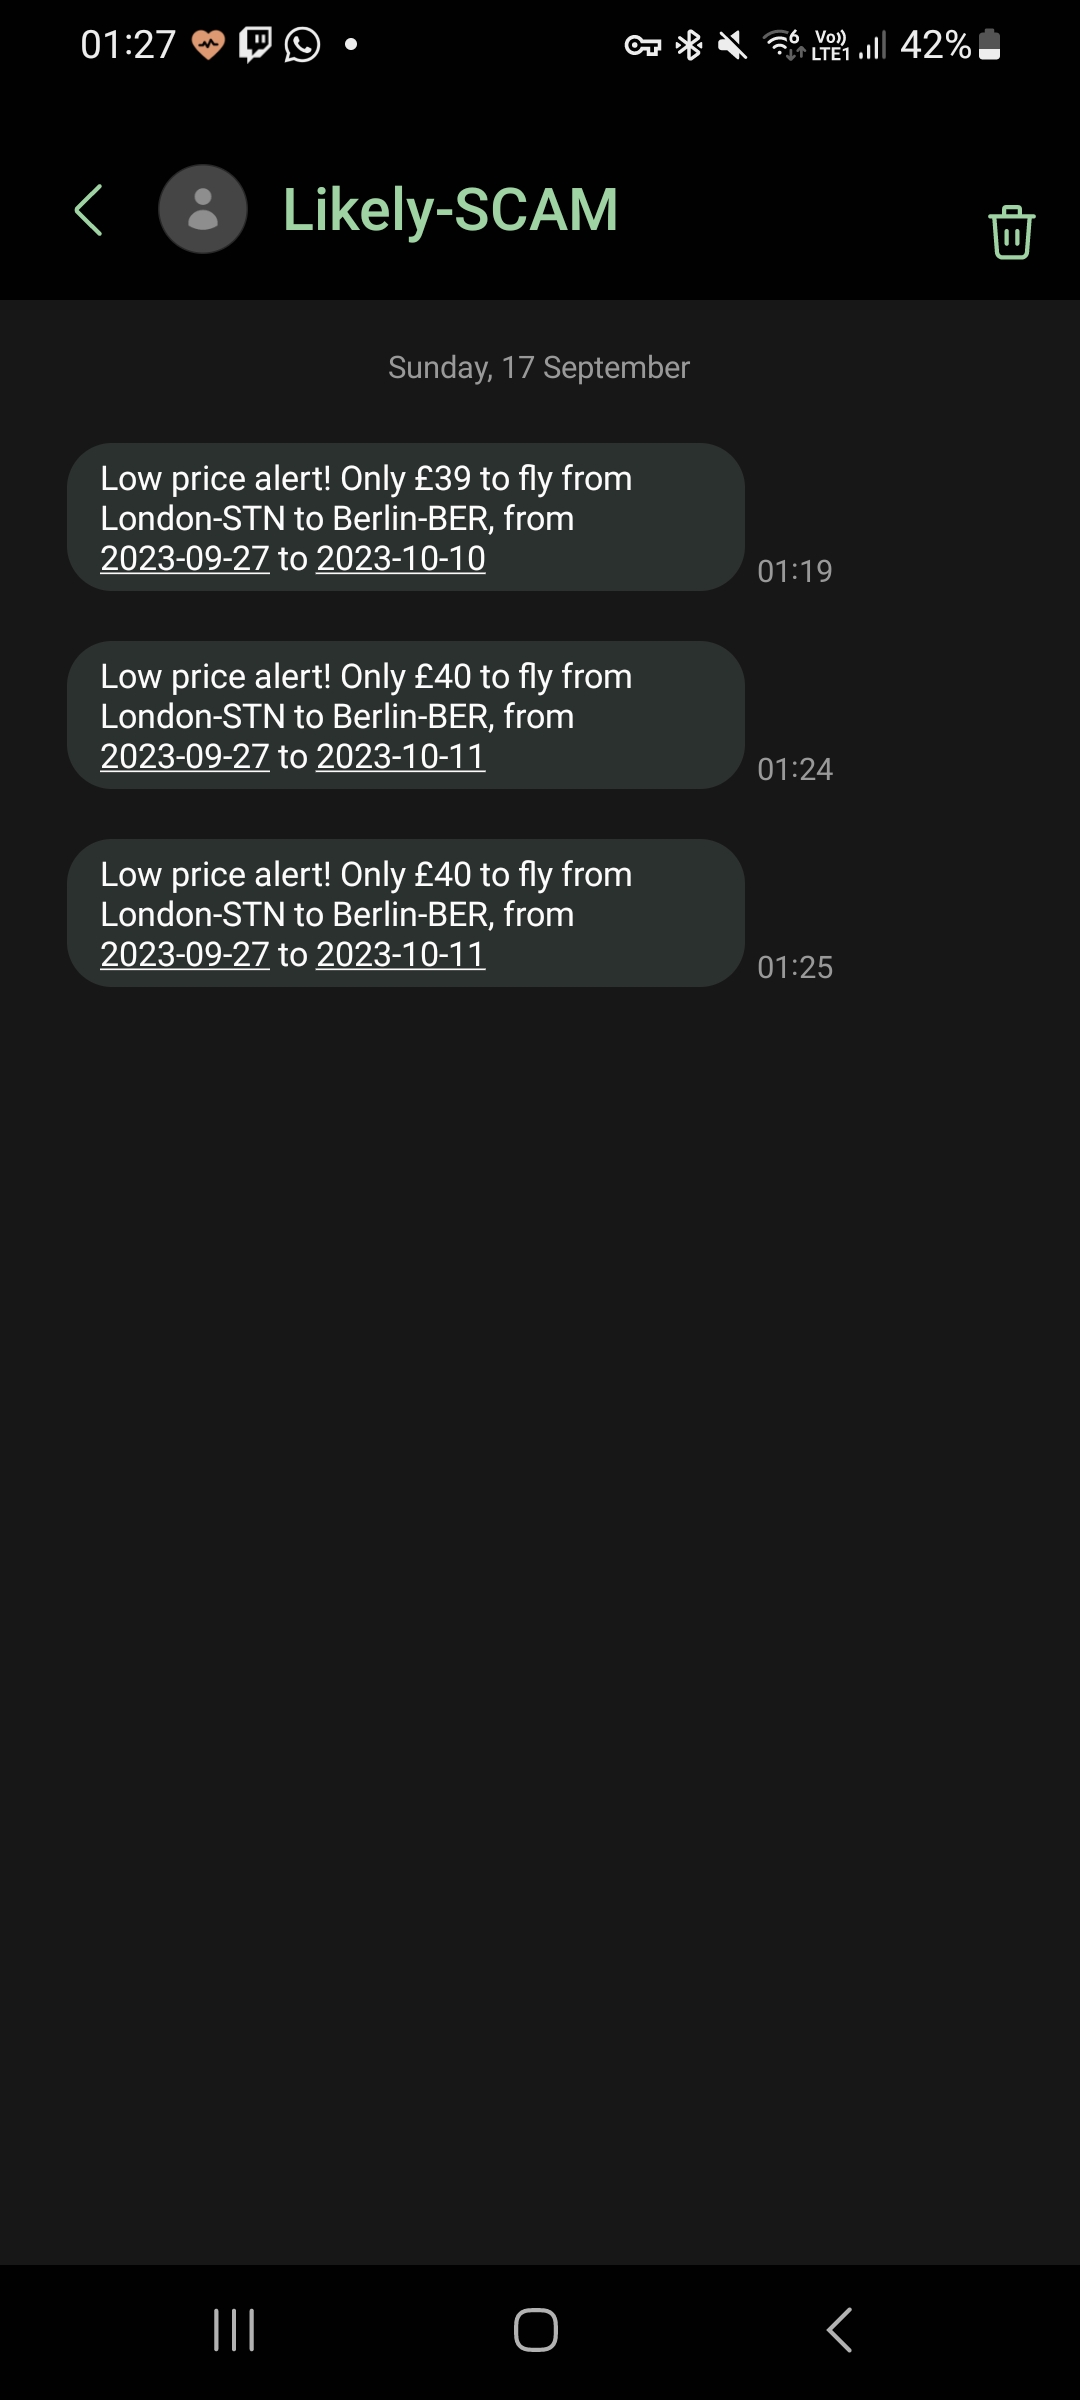 01:27
6 Vo)) LTE1 42%
Likely-SCAM
Sunday, 17 September
Low price alert! Only £39 to fly from
London-STN to Berlin-BER, from
2023-09-27 to 2023-10-10
01:19
Low price alert! Only £40 to fly from
London-STN to Berlin-BER, from
2023-09-27 to 2023-10-11
01:24
Low price alert! Only £40 to fly from
London-STN to Berlin-BER, from
2023-09-27 to 2023-10-11
01:25